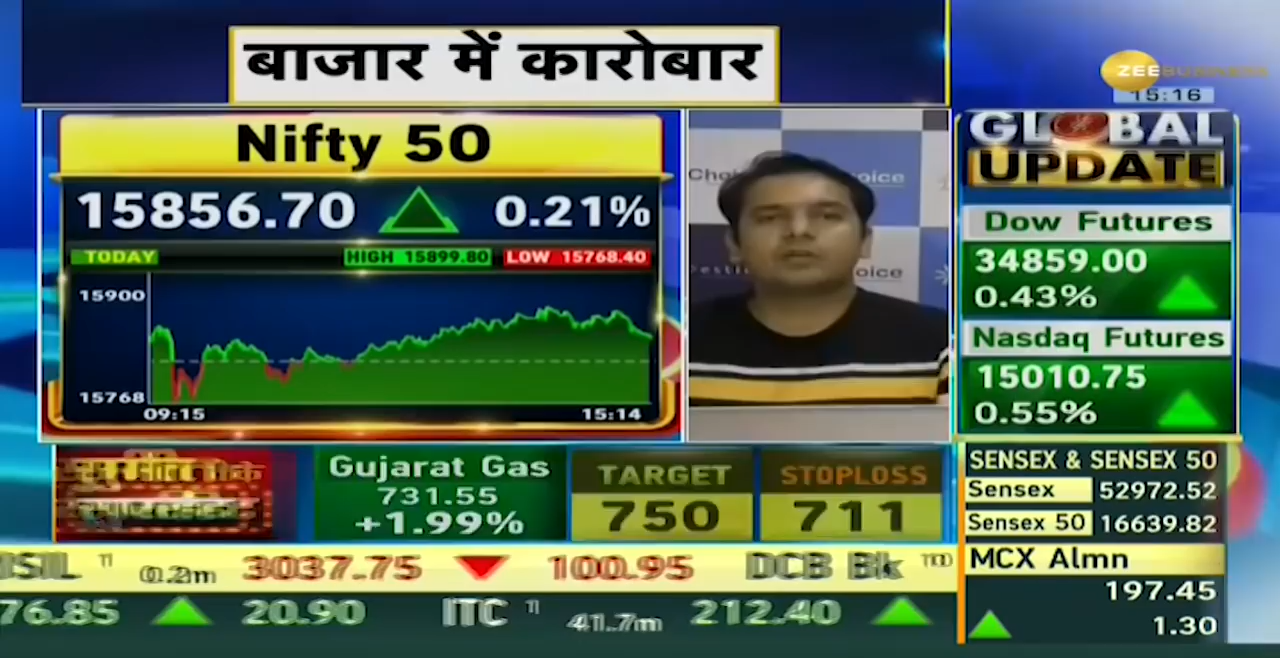 बाजार में कारोबार
ZEE BUSINESS
15:16
Nifty 50
15856.70 0.21%
TODAY HIGH 15899.80 LOW 15768.40
15900
15768
09:15 15:14
Choice
oice
oice
GLOBAL
UPDATE
Dow Futures
34859.00
0.43%
Nasdaq Futures
15010.75
0.55%
Gujarat Gas
731.55
+1.99%
TARGET
750
STOPLOSS
711
SENSEX & SENSEX 50
Sensex 52972.52
Sensex 50 16639.82
MCX Almn
197.45
1.30
0.2m 3037.75 100.95 DCB Bk
76.85 20.90 ITC T1 41.7m 212.40